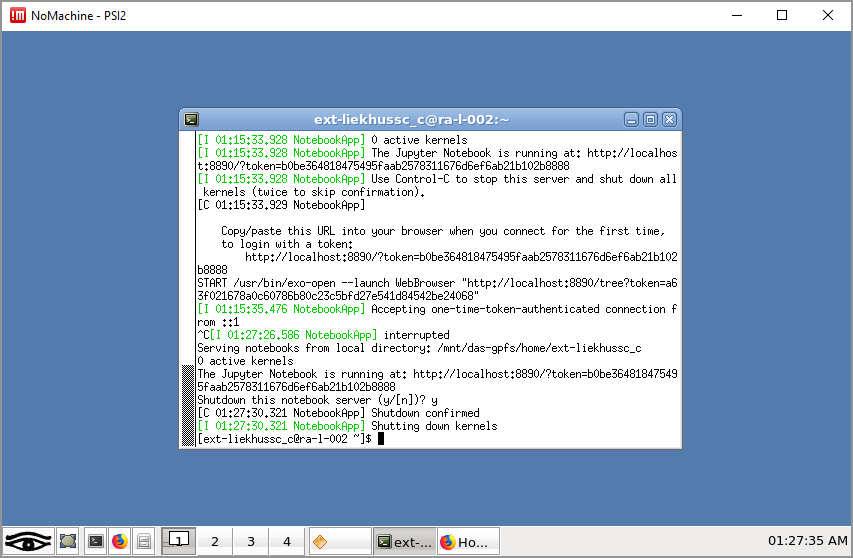 NoMachine - PSI2
ext-liekhussc_c@ra-l-002:~
[I 01:15:33.928 NotebookApp] 0 active kernels
[I 01:15:33.928 NotebookApp] The Jupyter Notebook is running at: http://localhos
t:8890/?token=b0be364818475495faab2578311676d6ef6ab21b102b8888
[I 01:15:33.928 NotebookApp] Use Control-C to stop this server and shut down all
kernels (twice to skip confirmation).
[C 01:15:33.929 NotebookApp]
Copy/paste this URL into your browser when you connect for the first time,
to login with a token:
http://localhost:8890/?token=b0be364818475495faab2578311676d6ef6ab21b102
b8888
START /usr/bin/exo-open --launch WebBrowser "http://localhost:8890/tree?token=a6
3f021678a0c60786b80c23c5bfd27e541d84542be24068"
[I 01:15:35.476 NotebookApp] Accepting one-time-token-authenticated connection f
rom ::1
^C[I 01:27:26.586 NotebookApp] interrupted
Serving notebooks from local directory: /mnt/das-gpfs/home/ext-liekhussc_c
0 active kernels
The Jupyter Notebook is running at: http://localhost:8890/?token=b0be36481847549
5faab2578311676d6ef6ab21b102b8888
Shutdown this notebook server (y/[n])? y
[C 01:27:30.321 NotebookApp] Shutdown confirmed
[I 01:27:30.321 NotebookApp] Shutting down kernels
[ext-liekhussc_c@ra-l-002 ~]$
1 2 3 4 ext-... Ho... 01:27:35 AM